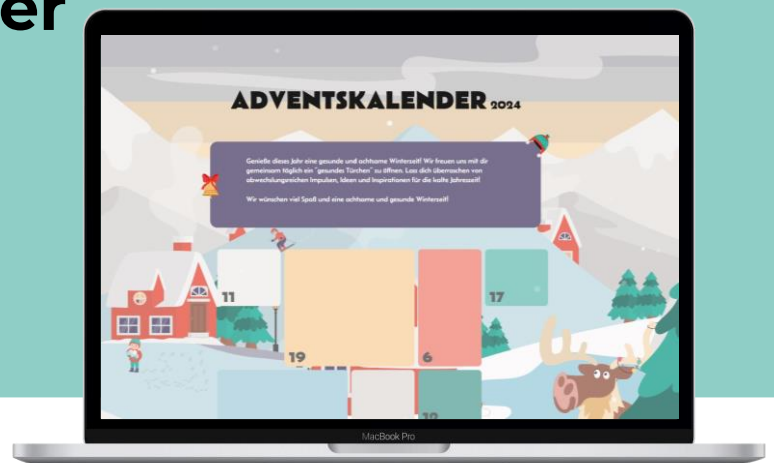 er
ADVENTSKALENDER 2024
Genieße dieses Jahr eine gesunde und achtsame Winterzeit! Wir freuen uns mit dir
gemeinsam täglich ein "gesundes Türchen" zu öffnen. Lass dich überraschen von
abwechslungsreichen Impulsen, Ideen und Inspirationen für die kalte Jahreszeit!
Wir wünschen viel Spaß und eine achtsame und gesunde Winterzeit!
11
17
19
6
MacBook Pro